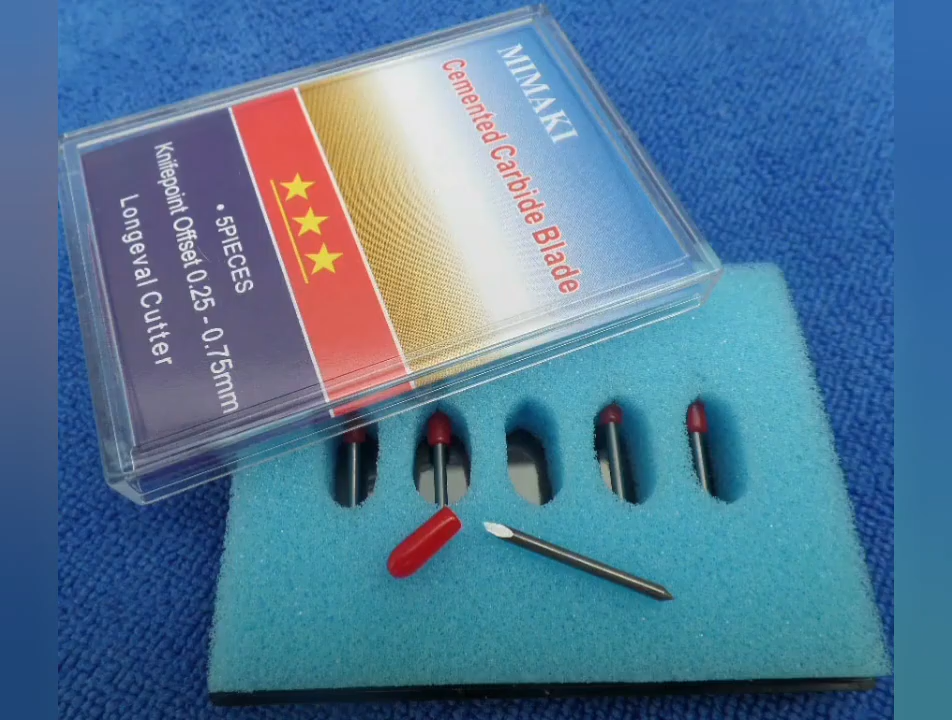 MIMAKI
Cemented Carbide Blade
• 5PIECES
Knifepoint Offset 0.25 - 0.75mm
Longeval Cutter